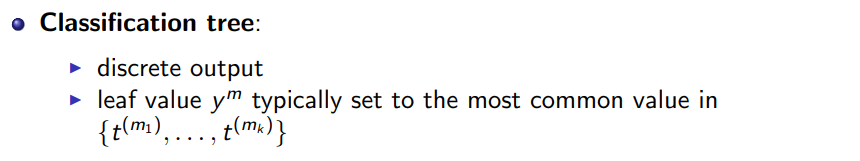 Classification tree:
discrete output
leaf value y^m typically set to the most common value in
{t^(m_1), . . . , t^(m_k)}